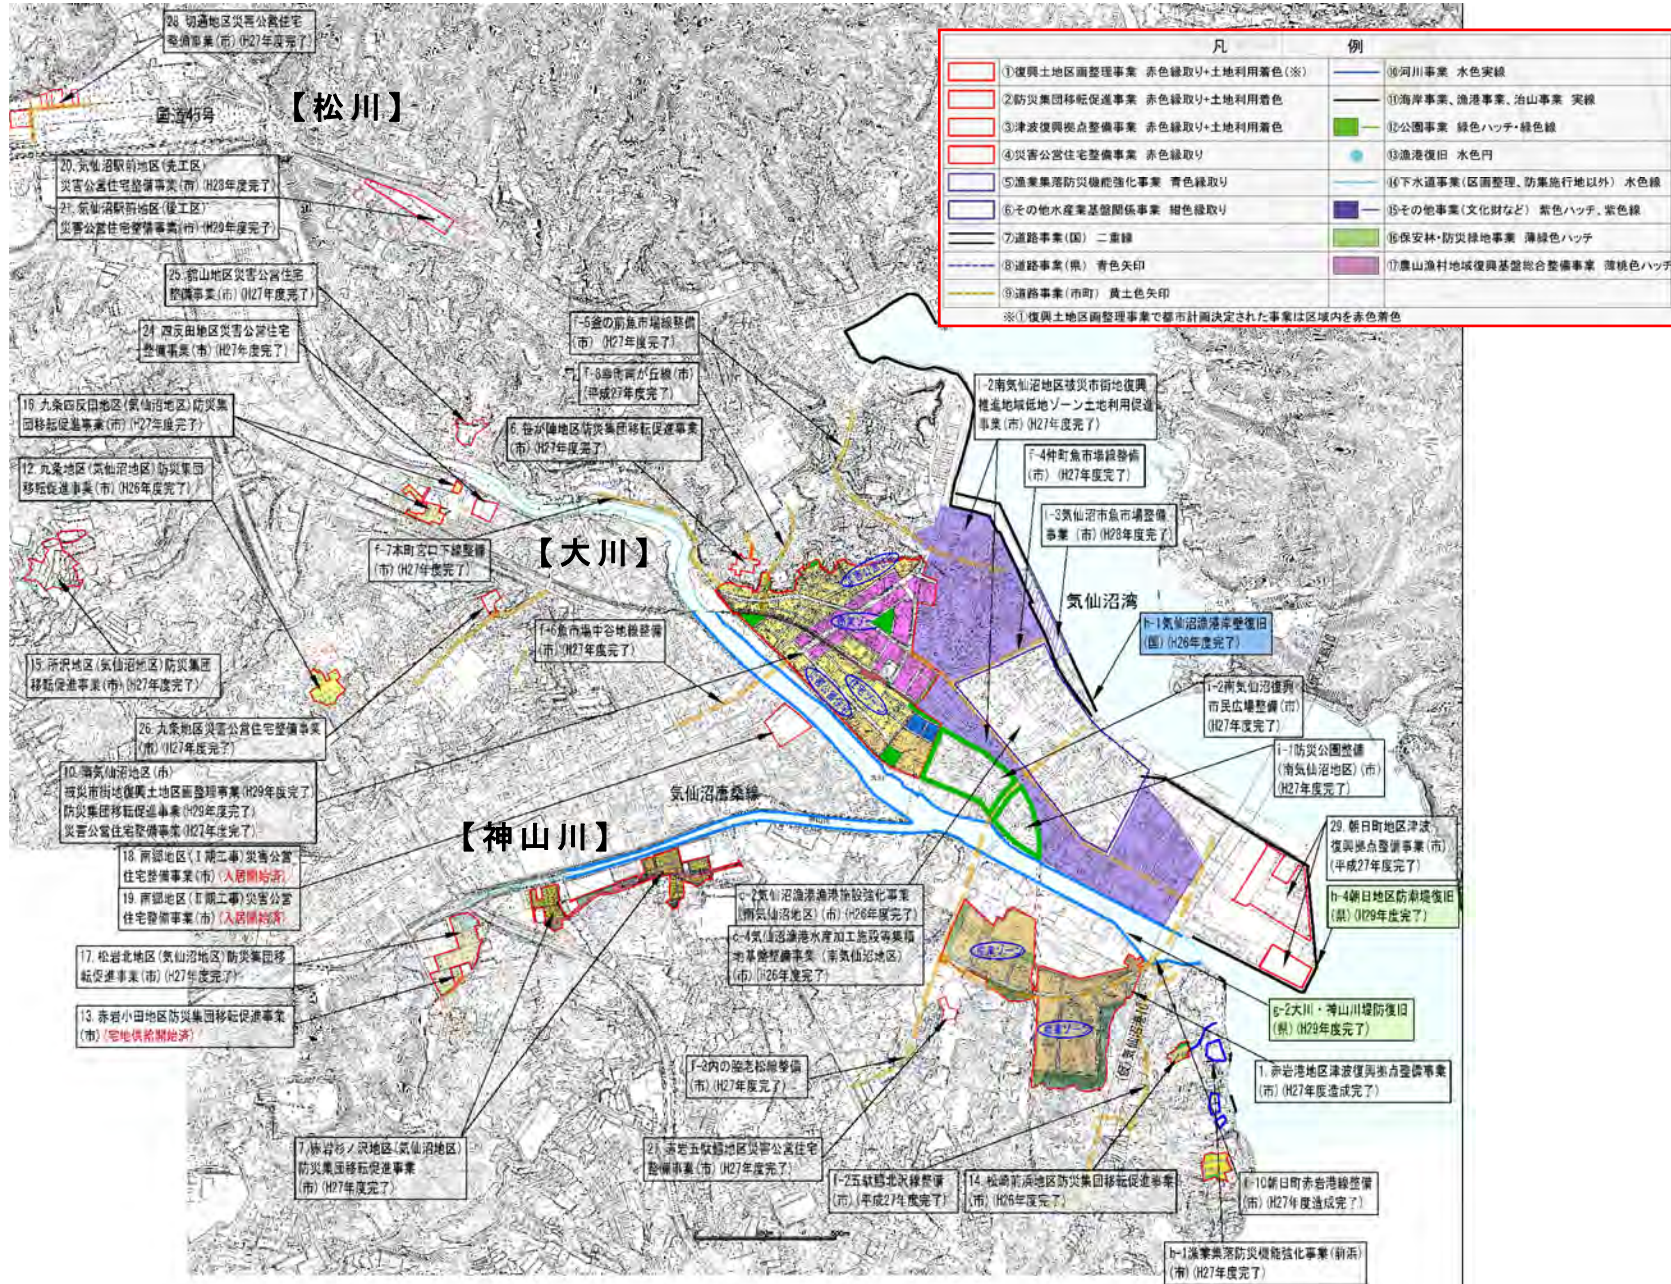 28. 切通地区災害公営住宅
整備事業(市)(H27年度完了)
【松川】
国道45号
20. 気仙沼駅前地区(先工区)
災害公営住宅整備事業(市)(H28年度完了)
21. 気仙沼駅前地区(後工区)
災害公営住宅整備事業(市)(H29年度完了)
25. 舘山地区災害公営住宅
整備事業(市)(H27年度完了)
24. 四反田地区災害公営住宅
整備事業(市)(H27年度完了)
16. 九条四反田地区(気仙沼地区)防災集
団移転促進事業(市)(H27年度完了)
12. 九条地区(気仙沼地区)防災集団
移転促進事業(市)(H26年度完了)
凡 例
①復興土地区画整理事業 赤色縁取り+土地利用着色(※)
②防災集団移転促進事業 赤色縁取り+土地利用着色
③津波復興拠点整備事業 赤色縁取り+土地利用着色
④災害公営住宅整備事業 赤色縁取り
⑤漁業集落防災機能強化事業 青色縁取り
⑥その他水産業基盤関係事業 紺色縁取り
⑦道路事業(国) 二重線
⑧道路事業(県) 青色矢印
⑨道路事業(市町) 黄土色矢印
⑩河川事業 水色実線
⑪海岸事業、漁港事業、治山事業 実線
⑫公園事業 緑色ハッチ・緑色線
⑬漁港復旧 水色円
⑭下水道事業(区画整理、防集施行地以外) 水色線
⑮その他事業(文化財など) 紫色ハッチ、紫色線
⑯保安林・防災緑地事業 薄緑色ハッチ
⑰農山漁村地域復興基盤総合整備事業 薄桃色ハッチ
※①復興土地区画整理事業で都市計画決定された事業は区域内を赤色着色
f-5釜の前魚市場線整備
(市)(H27年度完了)
(平成27年度完了)
6. 笹が陣地区防災集団移転促進事業
(市)(H27年度完了)
i-2南気仙沼地区被災市街地復興
推進地域低地ゾーン土地利用促進
事業(市)(H27年度完了)
f-4仲町魚市場線整備
(市)(H27年度完了)
i-3気仙沼市魚市場整備
事業(市)(H28年度完了)
気仙沼湾
h-1気仙沼漁港岸壁復旧
(国)(H26年度完了)
f-7本町宮口下線整備
(市)(H27年度完了)
【大川】
f-6魚市場中谷地線整備
(市)(H27年度完了)
i-2南気仙沼復興
市民広場整備(市)
(H27年度完了)
i-1防災公園整備
(南気仙沼地区)(市)
(H27年度完了)
15. 所沢地区(気仙沼地区)防災集団
移転促進事業(市)(H27年度完了)
26. 九条地区災害公営住宅整備事業
(市)(H27年度完了)
10. 南気仙沼地区(市)
被災市街地復興土地区画整理事業(H29年度完了)
防災集団移転促進事業(H29年度完了)
災害公営住宅整備事業(H27年度完了)
気仙沼唐桑線
【神山川】
18. 南郷地区(Ⅰ期工事)災害公営
住宅整備事業(市)(入居開始済)
19. 南郷地区(Ⅱ期工事)災害公営
住宅整備事業(市)(入居開始済)
17. 松岩北地区(気仙沼地区)防災集団移
転促進事業(市)(H27年度完了)
13. 赤岩小田地区防災集団移転促進事業
(市)(宅地供給開始済)
c-2気仙沼漁港漁港施設強化事業
(南気仙沼地区)(市)(H26年度完了)
c-4気仙沼漁港水産加工施設等集積
地基盤整備事業(南気仙沼地区)
(市)(H26年度完了)
29. 朝日町地区津波
復興拠点整備事業(市)
(平成27年度完了)
h-4朝日地区防潮堤復旧
(県)(H29年度完了)
g-2大川・神山川堤防復旧
(県)(H29年度完了)
産業ゾーン
産業ゾーン
f-3内の脇老松線整備
(市)(H27年度完了)
1. 赤岩港地区津波復興拠点整備事業
(市)(H27年度造成完了)
7. 赤岩杉ノ沢地区(気仙沼地区)
防災集団移転促進事業
(市)(H27年度完了)
27. 赤岩五駄鱈地区災害公営住宅
整備事業(市)(H27年度完了)
f-2五駄鱈北沢線整備
(市)(平成27年度完了)
14. 松崎前浜地区防災集団移転促進事業
(市)(H26年度完了)
f-10朝日町赤岩港線整備
(市)(H27年度造成完了)
b-1漁業集落防災機能強化事業(前浜)
(市)(H27年度完了)